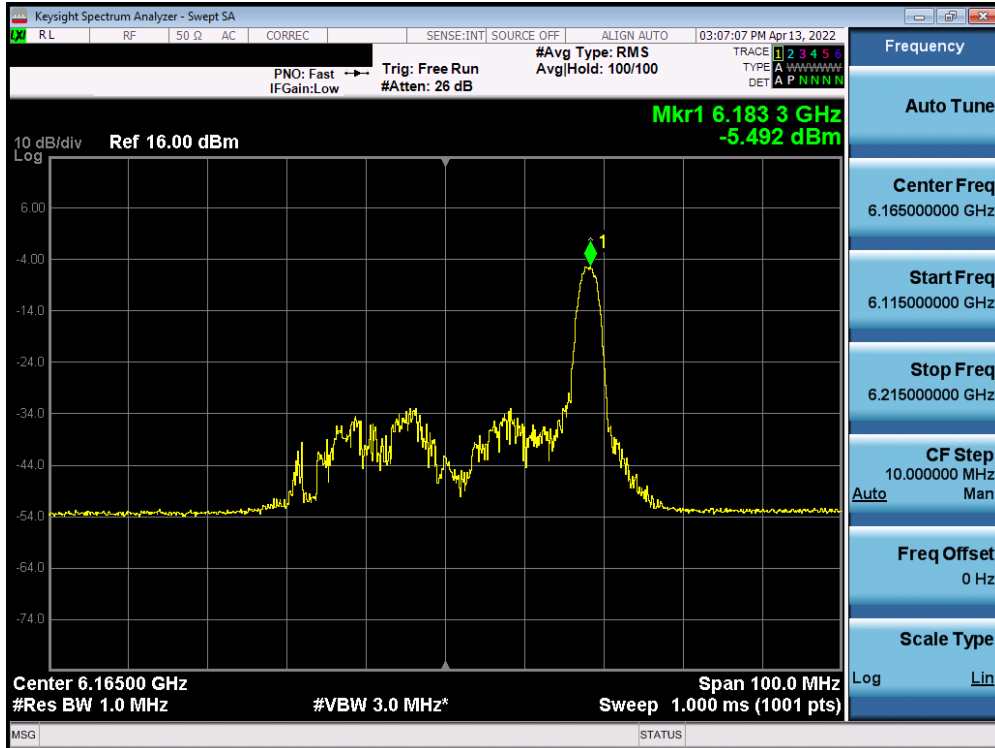 Keysight Spectrum Analyzer - Swept SA
LXI RL RF 50 Ω AC CORREC SENSE:INT SOURCE OFF ALIGN AUTO 03:07:07 PM Apr 13, 2022
Frequency
#Avg Type: RMS TRACE 1 2 3 4 5 6
PNO: Fast Trig: Free Run Avg|Hold: 100/100 TYPE A WWWWW
IFGain:Low #Atten: 26 dB DET A P N N N N
Auto Tune
Mkr1 6.183 3 GHz
10 dB/div Ref 16.00 dBm -5.492 dBm
Log
6.00
-4.00
-14.0
-24.0
-34.0
-44.0
-54.0
-64.0
-74.0
1
Center Freq
6.165000000 GHz
Start Freq
6.115000000 GHz
Stop Freq
6.215000000 GHz
CF Step
10.000000 MHz
Auto Man
Freq Offset
0 Hz
Scale Type
Log Lin
Center 6.16500 GHz Span 100.0 MHz
#Res BW 1.0 MHz #VBW 3.0 MHz* Sweep 1.000 ms (1001 pts)
MSG STATUS